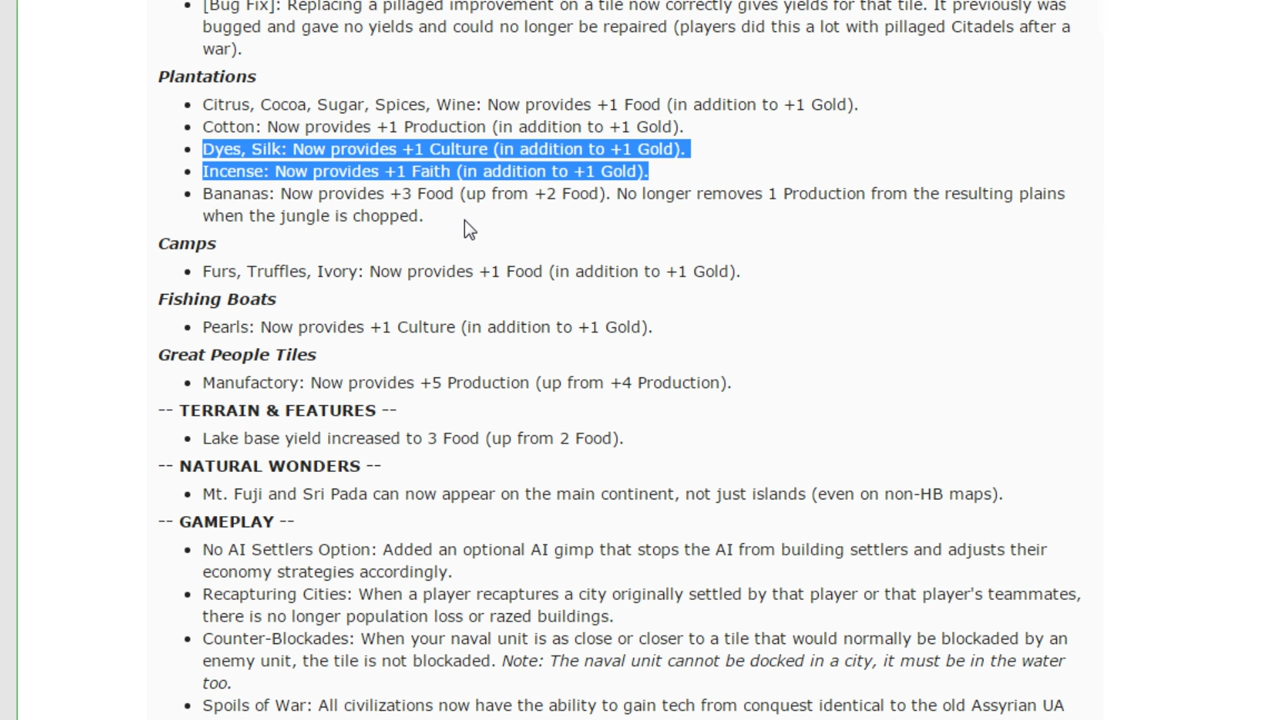 [Bug Fix]: Replacing a pillaged improvement on a tile now correctly gives yields for that tile. It previously was
bugged and gave no yields and could no longer be repaired (players did this a lot with pillaged Citadels after a
war).
Plantations
Citrus, Cocoa, Sugar, Spices, Wine: Now provides +1 Food (in addition to +1 Gold).
Cotton: Now provides +1 Production (in addition to +1 Gold).
Dyes, Silk: Now provides +1 Culture (in addition to +1 Gold).
Incense: Now provides +1 Faith (in addition to +1 Gold).
Bananas: Now provides +3 Food (up from +2 Food). No longer removes 1 Production from the resulting plains
when the jungle is chopped.
Camps
Furs, Truffles, Ivory: Now provides +1 Food (in addition to +1 Gold).
Fishing Boats
Pearls: Now provides +1 Culture (in addition to +1 Gold).
Great People Tiles
Manufactory: Now provides +5 Production (up from +4 Production).
-- TERRAIN & FEATURES --
Lake base yield increased to 3 Food (up from 2 Food).
-- NATURAL WONDERS --
Mt. Fuji and Sri Pada can now appear on the main continent, not just islands (even on non-HB maps).
-- GAMEPLAY --
No AI Settlers Option: Added an optional AI gimp that stops the AI from building settlers and adjusts their
economy strategies accordingly.
Recapturing Cities: When a player recaptures a city originally settled by that player or that player's teammates,
there is no longer population loss or razed buildings.
Counter-Blockades: When your naval unit is as close or closer to a tile that would normally be blockaded by an
enemy unit, the tile is not blockaded. Note: The naval unit cannot be docked in a city, it must be in the water
too.
Spoils of War: All civilizations now have the ability to gain tech from conquest identical to the old Assyrian UA